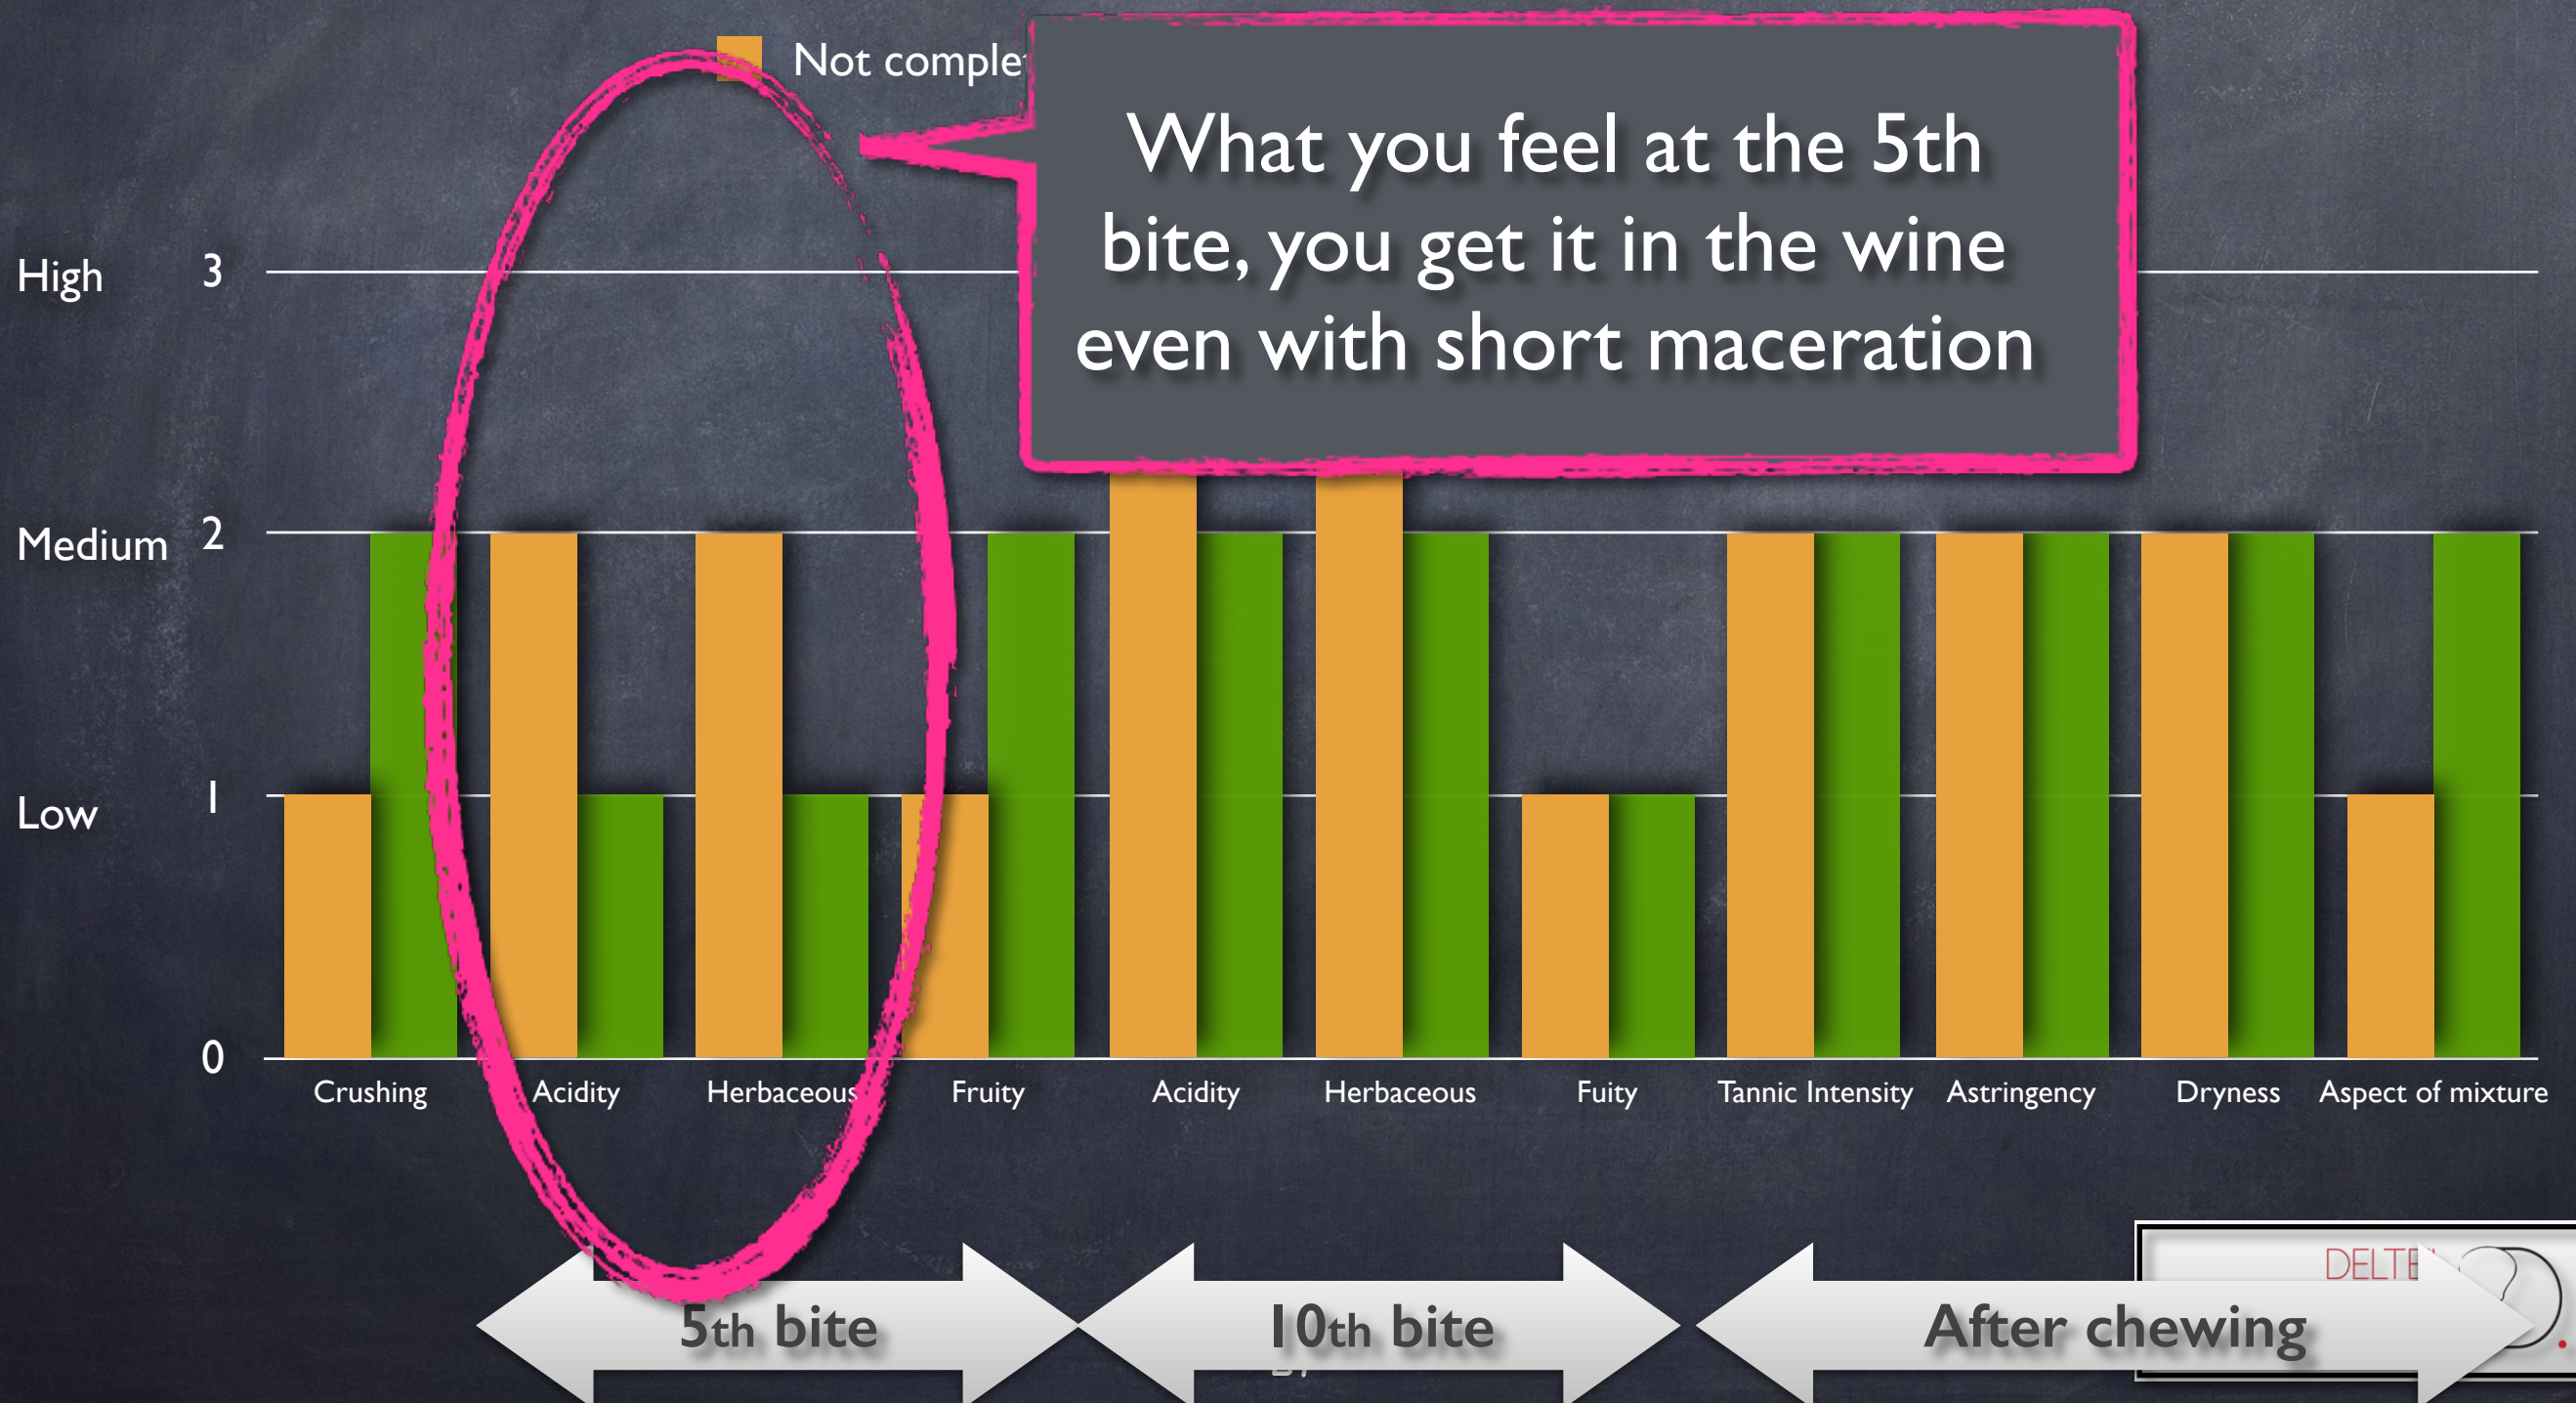 Not comple
What you feel at the 5th
bite, you get it in the wine
even with short maceration
High 3
Medium 2
Low 1
0
Crushing Acidity Herbaceous Fruity Acidity Herbaceous Fuity Tannic Intensity Astringency Dryness Aspect of mixture
DELTE
5th bite 10th bite After chewing